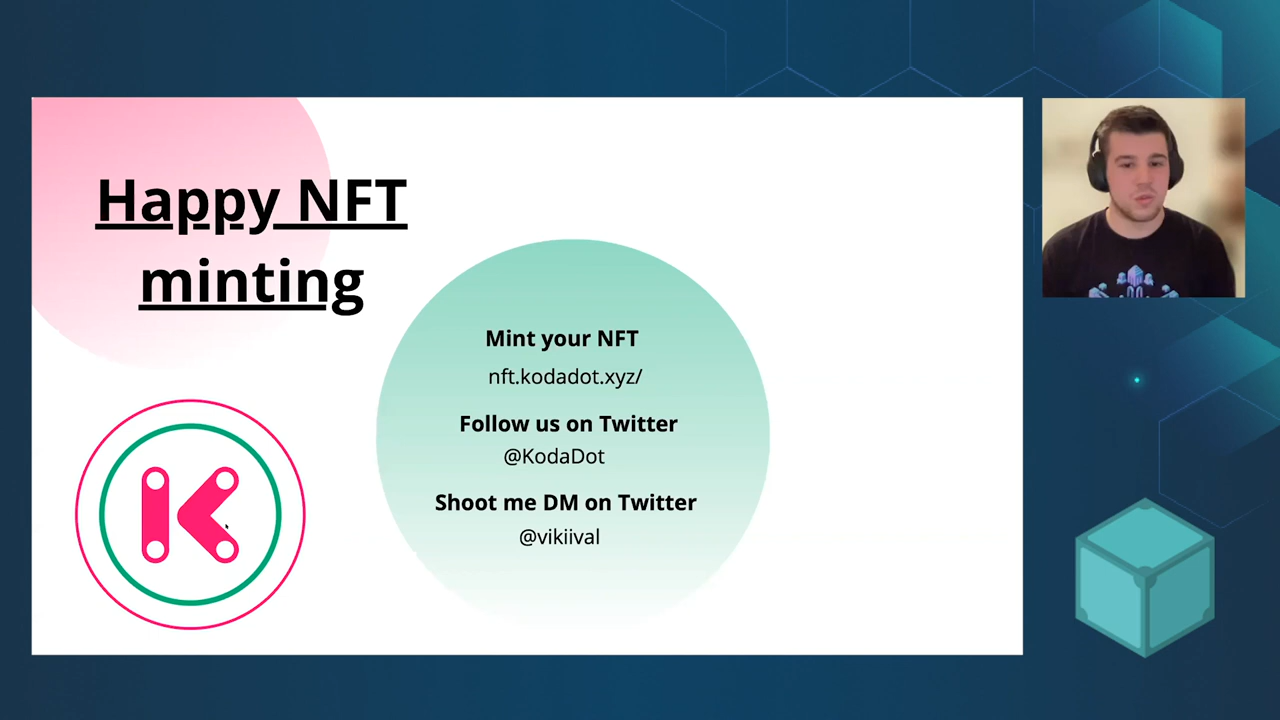 Happy NFT
minting
Mint your NFT
nft.kodadot.xyz/
Follow us on Twitter
@KodaDot
Shoot me DM on Twitter
@vikiival